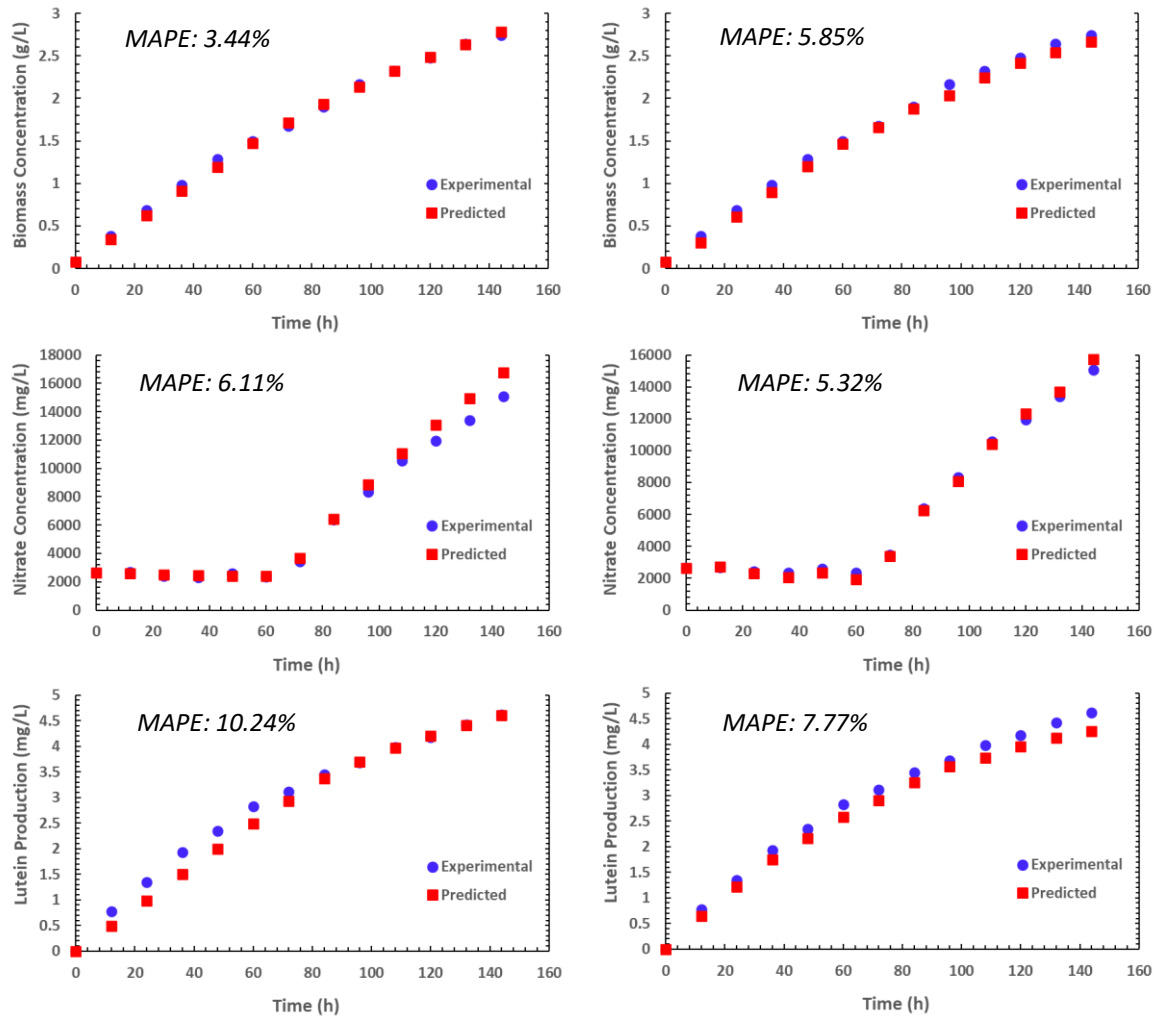 MAPE: 3.44%
Biomass Concentration (g/L)
3
2.5
2
1.5
1
0.5
0
Experimental
Predicted
0 20 40 60 80 100 120 140 160
Time (h)
MAPE: 5.85%
Biomass Concentration (g/L)
3
2.5
2
1.5
1
0.5
0
Experimental
Predicted
0 20 40 60 80 100 120 140 160
Time (h)
MAPE: 6.11%
Nitrate Concentration (mg/L)
18000
16000
14000
12000
10000
8000
6000
4000
2000
0
Experimental
Predicted
0 20 40 60 80 100 120 140 160
Time (h)
MAPE: 5.32%
Nitrate Concentration (mg/L)
16000
14000
12000
10000
8000
6000
4000
2000
0
Experimental
Predicted
0 20 40 60 80 100 120 140 160
Time (h)
MAPE: 10.24%
Lutein Production (mg/L)
5
4.5
4
3.5
3
2.5
2
1.5
1
0.5
0
Experimental
Predicted
0 20 40 60 80 100 120 140 160
Time (h)
MAPE: 7.77%
Lutein Production (mg/L)
5
4.5
4
3.5
3
2.5
2
1.5
1
0.5
0
Experimental
Predicted
0 20 40 60 80 100 120 140 160
Time (h)